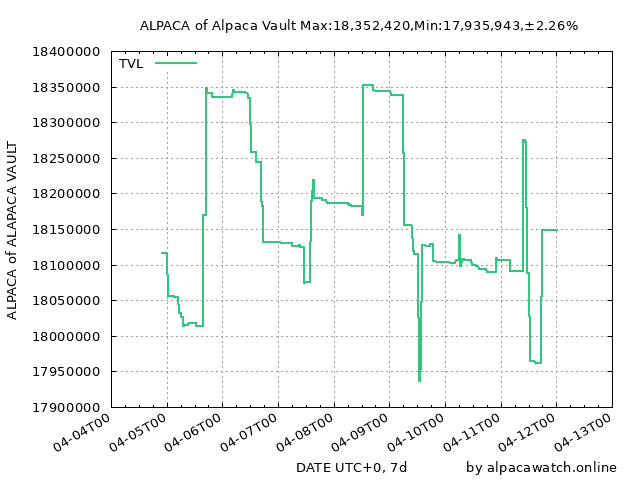 ALPACA of Alpaca Vault Max:18,352,420,Min:17,935,943,±2.26%
TVL
18400000
18350000
18300000
18250000
18200000
18150000
18100000
18050000
18000000
17950000
17900000
ALPACA of ALAPACA VAULT
04-04T00
04-05T00
04-06T00
04-07T00
04-08T00
04-09T00
04-10T00
04-11T00
04-12T00
04-13T00
DATE UTC+0, 7d
by alpacawatch.online